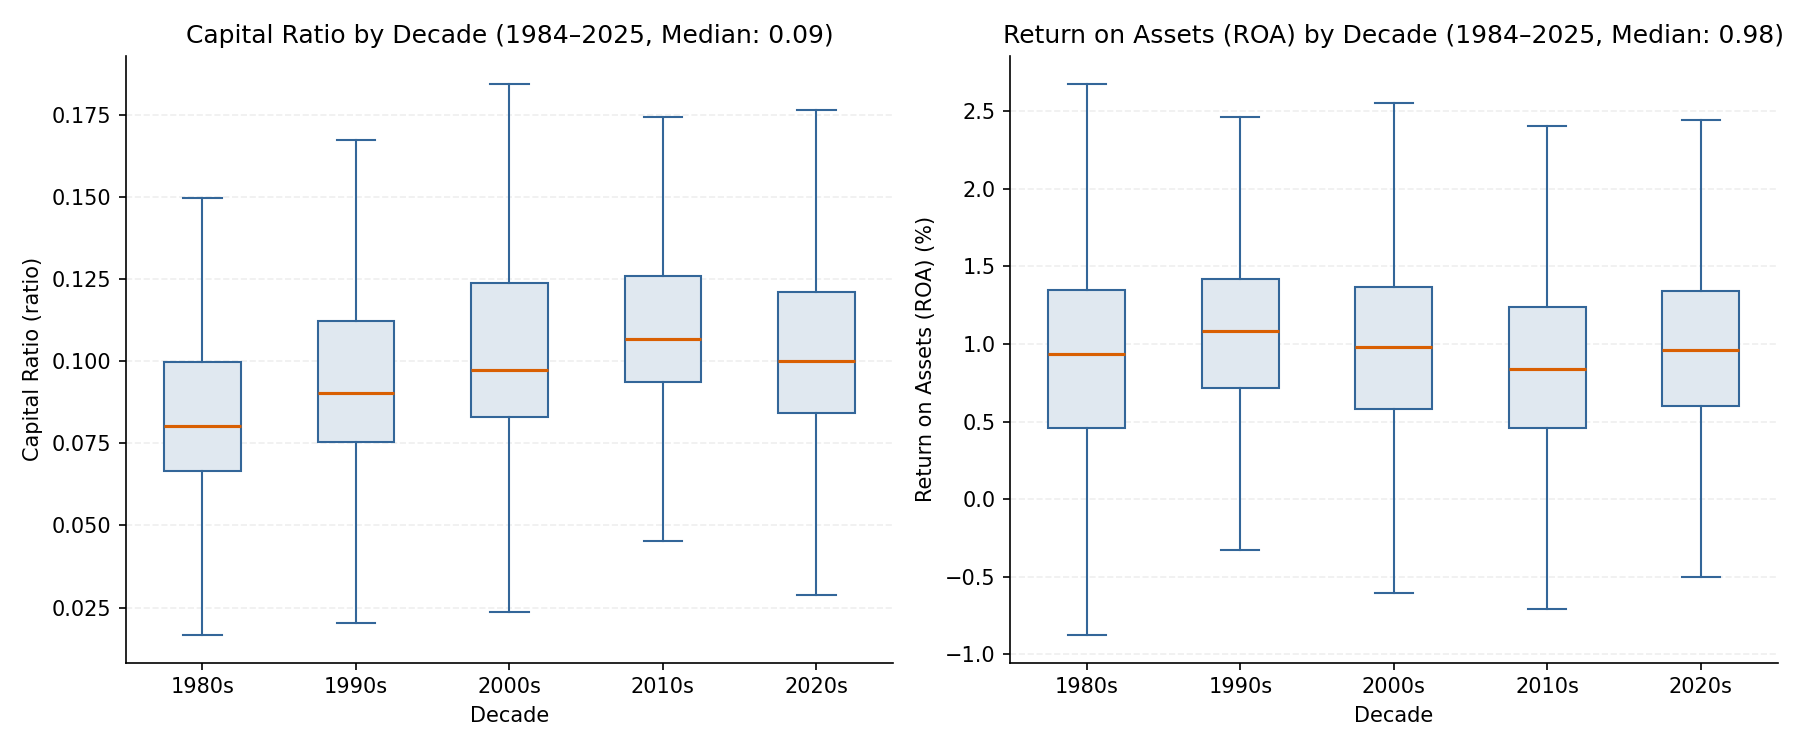 Capital Ratio by Decade (1984–2025, Median: 0.09)
Capital Ratio (ratio)
0.175
0.150
0.125
0.100
0.075
0.050
0.025
1980s 1990s 2000s 2010s 2020s
Decade
Return on Assets (ROA) by Decade (1984–2025, Median: 0.98)
Return on Assets (ROA) (%)
2.5
2.0
1.5
1.0
0.5
0.0
−0.5
−1.0
1980s 1990s 2000s 2010s 2020s
Decade